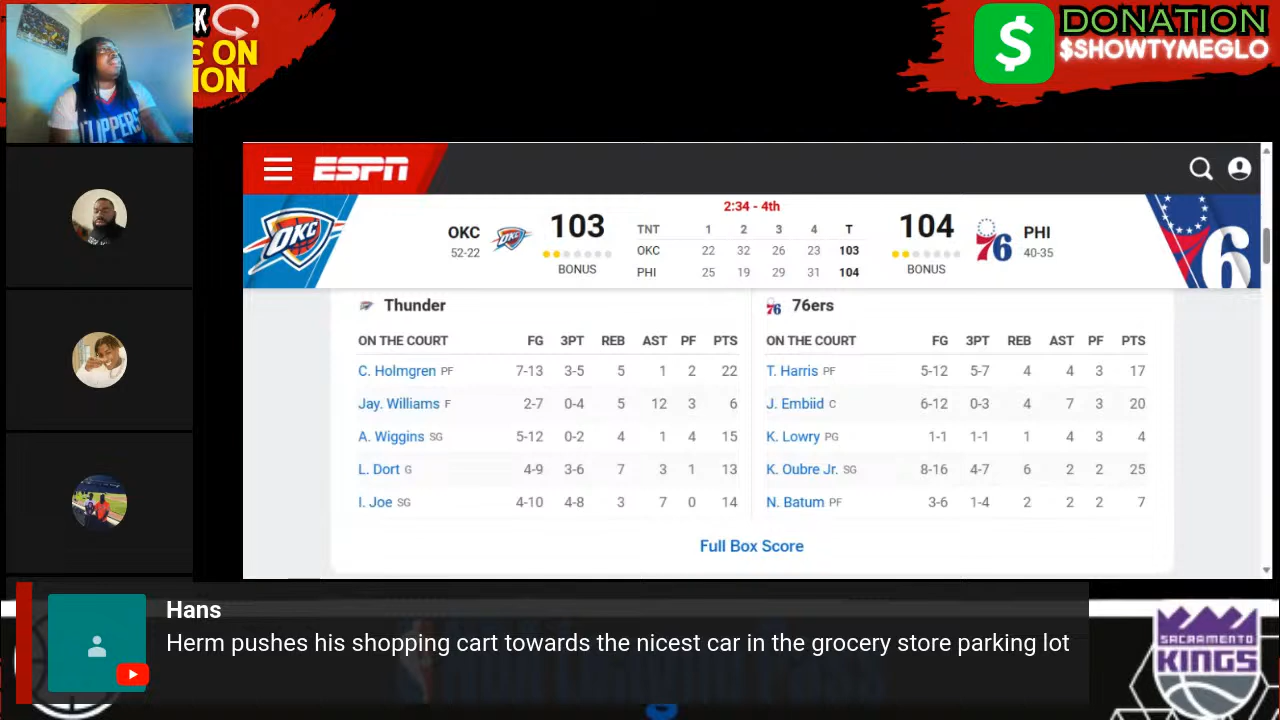 K
E ON
ION
CLIPPERS
$ DONATION
$SHOWTYMEGLO
ESPN
2:34 - 4th
OKC 103 TNT 1 2 3 4 T 104 PHI
52-22 BONUS OKC 22 32 26 23 103 BONUS 40-35
PHI 25 19 29 31 104
OKC
76
Thunder
ON THE COURT FG 3PT REB AST PF PTS
C. Holmgren PF 7-13 3-5 5 1 2 22
Jay. Williams F 2-7 0-4 5 12 3 6
A. Wiggins SG 5-12 0-2 4 1 4 15
L. Dort G 4-9 3-6 7 3 1 13
I. Joe SG 4-10 4-8 3 7 0 14
76ers
ON THE COURT FG 3PT REB AST PF PTS
T. Harris PF 5-12 5-7 4 4 3 17
J. Embiid C 6-12 0-3 4 7 3 20
K. Lowry PG 1-1 1-1 1 4 3 4
K. Oubre Jr. SG 8-16 4-7 6 2 2 25
N. Batum PF 3-6 1-4 2 2 2 7
Full Box Score
Hans
Herm pushes his shopping cart towards the nicest car in the grocery store parking lot
SACRAMENTO
KINGS